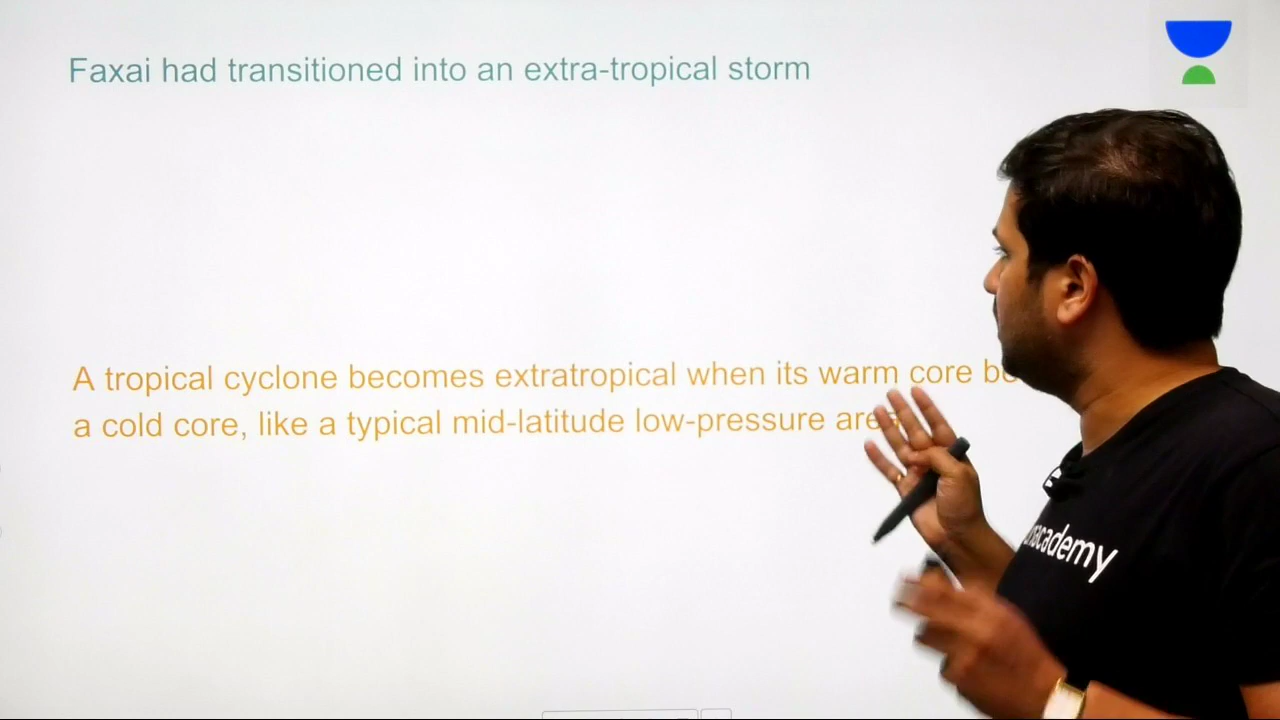 Faxai had transitioned into an extra-tropical storm
A tropical cyclone becomes extratropical when its warm core
a cold core, like a typical mid-latitude low-pressure area